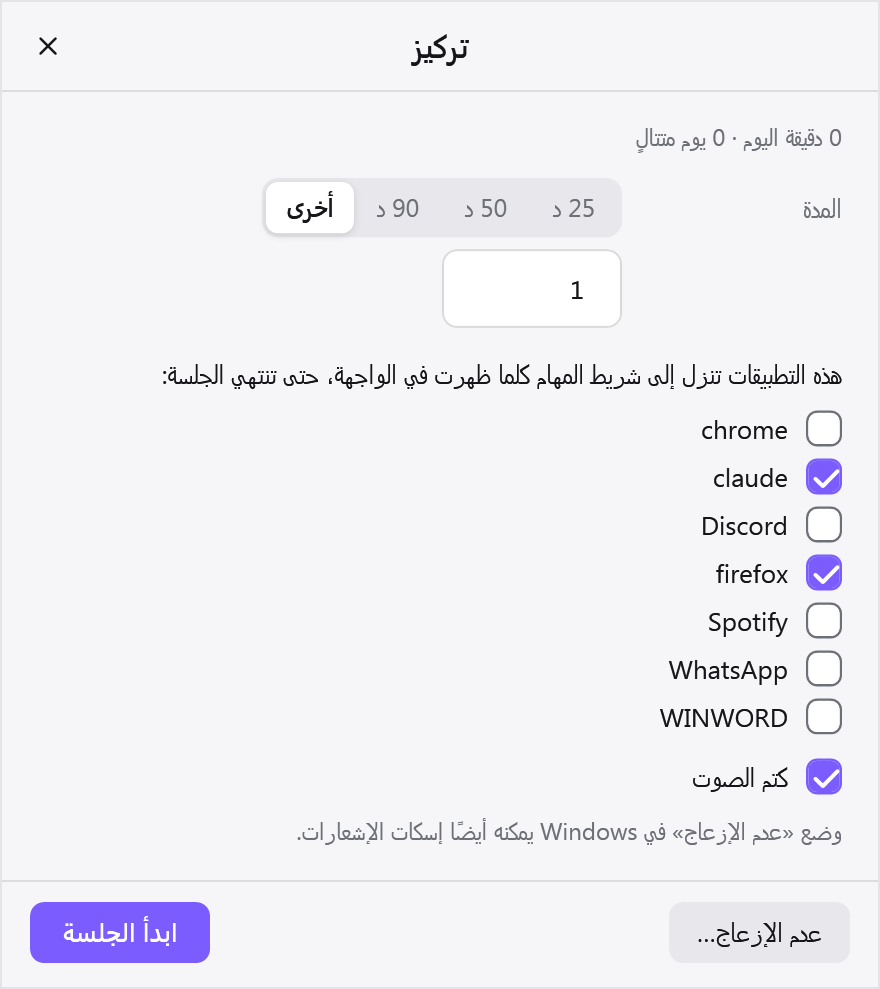 تركيز
0 دقيقة اليوم · 0 يوم متتالٍ
المدة
25 د
50 د
90 د
أخرى
1
هذه التطبيقات تنزل إلى شريط المهام كلما ظهرت في الواجهة، حتى تنتهي الجلسة:
chrome
claude
Discord
firefox
Spotify
WhatsApp
WINWORD
كتم الصوت
وضع «عدم الإزعاج» في Windows يمكنه أيضًا إسكات الإشعارات.
عدم الإزعاج...
ابدأ الجلسة